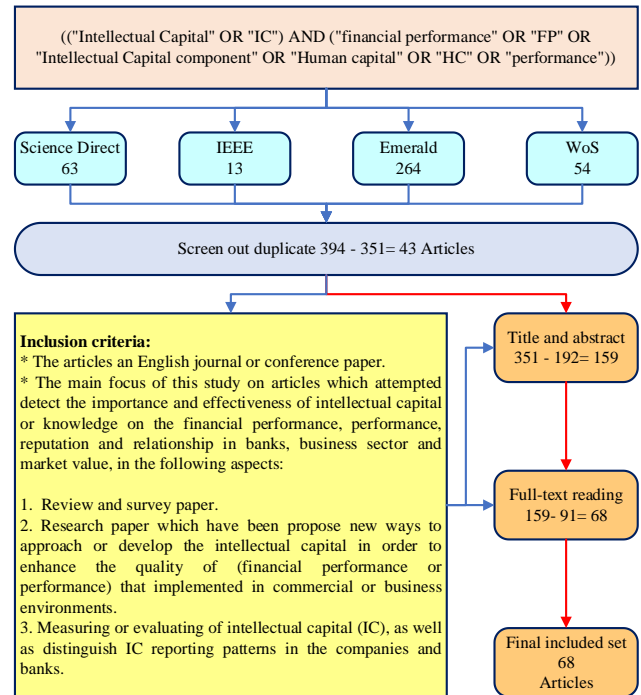 (("Intellectual Capital" OR "IC") AND ("financial performance" OR "FP" OR
"Intellectual Capital component" OR "Human capital" OR "HC" OR "performance"))
Science Direct
63
IEEE
13
Emerald
264
WoS
54
Screen out duplicate 394 - 351= 43 Articles
Inclusion criteria:
* The articles an English journal or conference paper.
* The main focus of this study on articles which attempted
detect the importance and effectiveness of intellectual capital
or knowledge on the financial performance, performance,
reputation and relationship in banks, business sector and
market value, in the following aspects:
1. Review and survey paper.
2. Research paper which have been propose new ways to
approach or develop the intellectual capital in order to
enhance the quality of (financial performance or
performance) that implemented in commercial or business
environments.
3. Measuring or evaluating of intellectual capital (IC), as well
as distinguish IC reporting patterns in the companies and
banks.
Title and abstract
351 - 192= 159
Full-text reading
159- 91= 68
Final included set
68
Articles